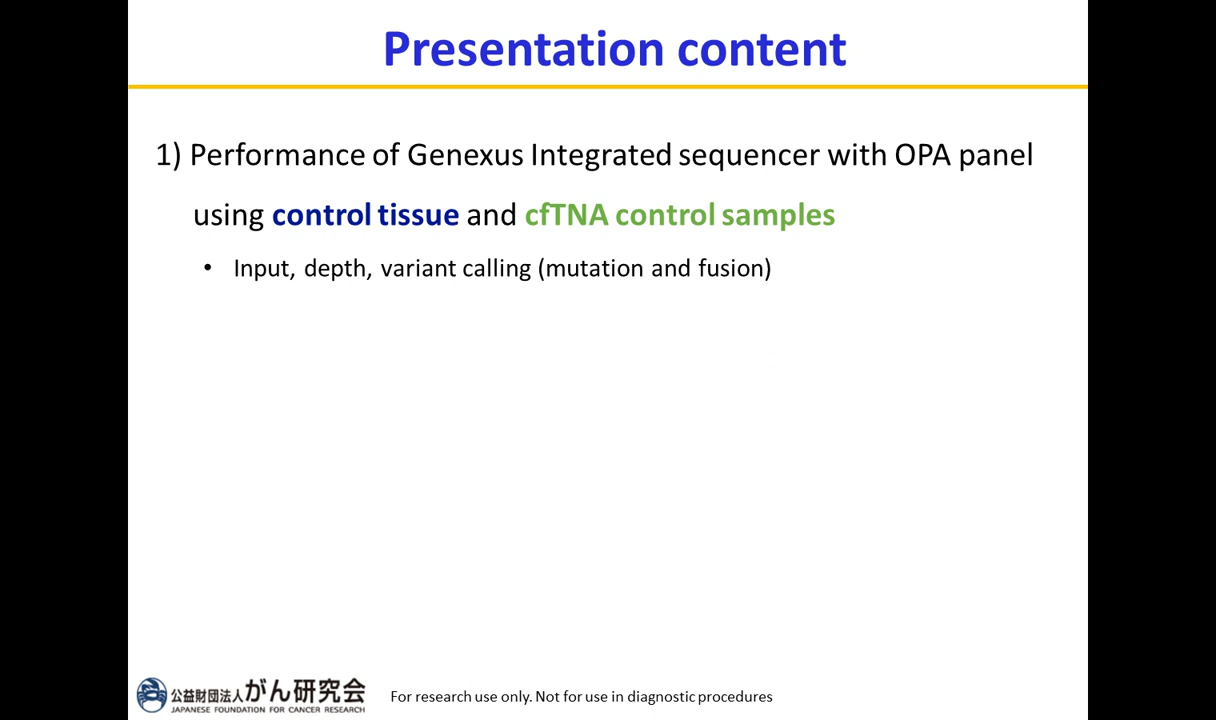 Presentation content
1) Performance of Genexus Integrated sequencer with OPA panel
using control tissue and cfTNA control samples
• Input, depth, variant calling (mutation and fusion)
公益財団法人がん研究会
JAPANESE FOUNDATION FOR CANCER RESEARCH
For research use only. Not for use in diagnostic procedures